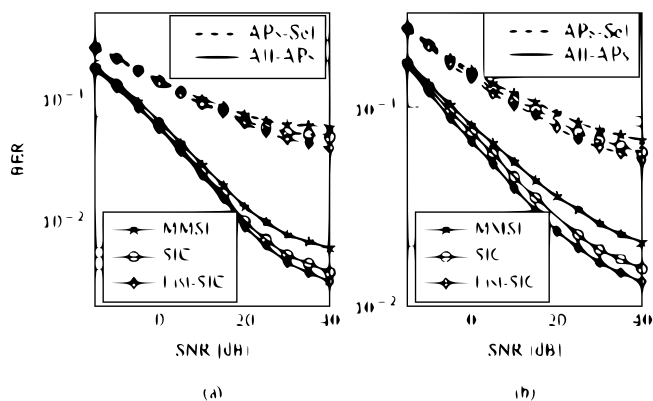 APs-Sel
All-APs
10^-1
BER
10^-2
MMSE
SIC
List-SIC
0
20
40
SNR [dB]
(a)
APs-Sel
All-APs
10^-1
MMSE
SIC
List-SIC
10^-2
0
20
40
SNR [dB]
(b)